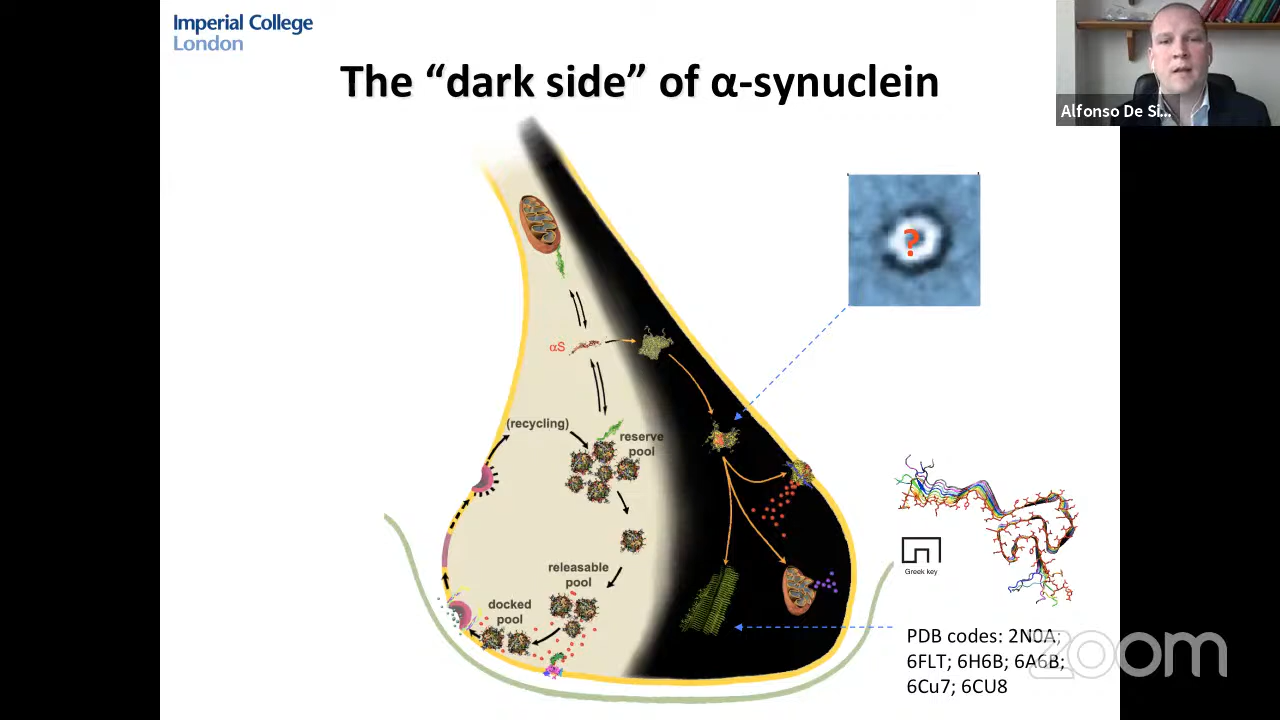 Imperial College
London
The “dark side” of α-synuclein
Alfonso De Si...
?
αS
(recycling)
reserve
pool
releasable
pool
docked
pool
Greek key
PDB codes: 2N0A;
6FLT; 6H6B; 6A6B;
6Cu7; 6CU8
zoom